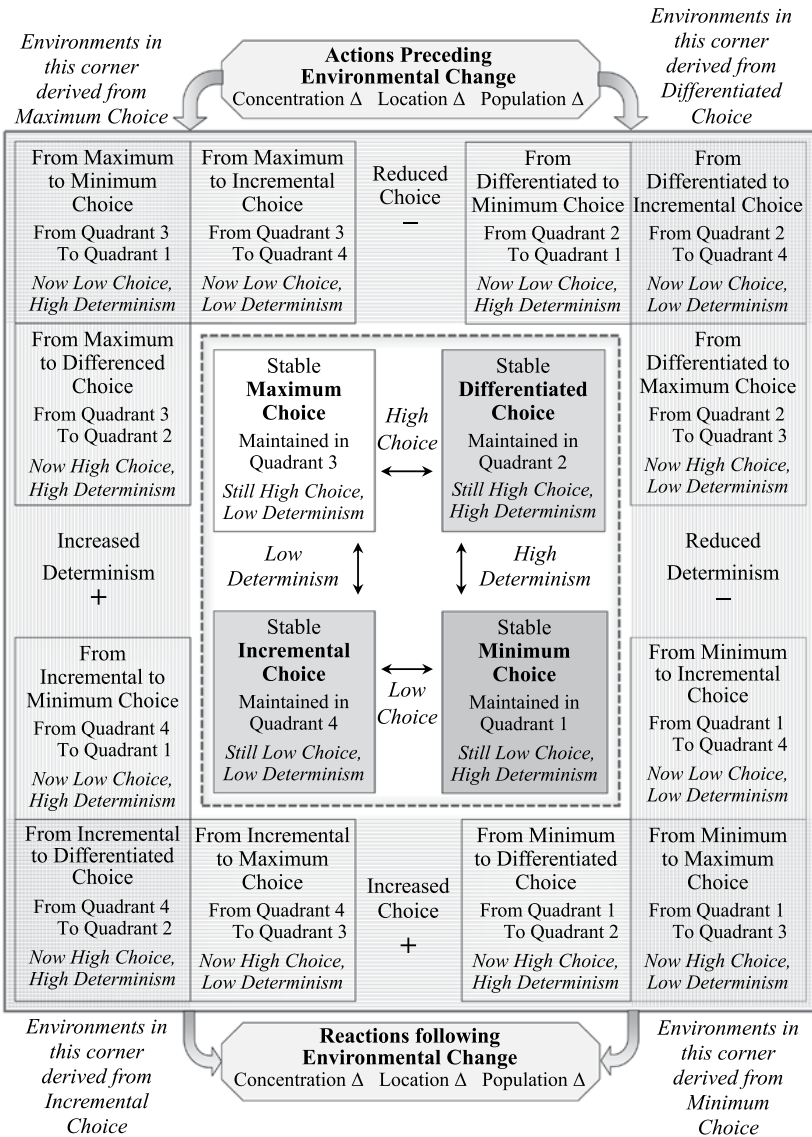 Environments in
this corner
derived from
Maximum Choice
Actions Preceding
Environmental Change
Concentration Δ Location Δ Population Δ
Environments in
this corner
derived from
Differentiated
Choice
From Maximum
to Minimum
Choice
From Quadrant 3
To Quadrant 1
Now Low Choice,
High Determinism
From Maximum
to Incremental
Choice
From Quadrant 3
To Quadrant 4
Now Low Choice,
Low Determinism
Reduced
Choice
–
From
Differentiated to
Minimum Choice
From Quadrant 2
To Quadrant 1
Now Low Choice,
High Determinism
From
Differentiated to
Incremental Choice
From Quadrant 2
To Quadrant 4
Now Low Choice,
Low Determinism
From Maximum
to Differenced
Choice
From Quadrant 3
To Quadrant 2
Now High Choice,
High Determinism
Stable
Maximum
Choice
Maintained in
Quadrant 3
Still High Choice,
Low Determinism
High
Choice
Stable
Differentiated
Choice
Maintained in
Quadrant 2
Still High Choice,
High Determinism
From
Differentiated to
Maximum Choice
From Quadrant 2
To Quadrant 3
Now High Choice,
Low Determinism
Increased
Determinism
+
Low
Determinism
High
Determinism
Reduced
Determinism
–
From
Incremental to
Minimum Choice
From Quadrant 4
To Quadrant 1
Now Low Choice,
High Determinism
Stable
Incremental
Choice
Maintained in
Quadrant 4
Still Low Choice,
Low Determinism
Low
Choice
Stable
Minimum
Choice
Maintained in
Quadrant 1
Still Low Choice,
High Determinism
From Minimum
to Incremental
Choice
From Quadrant 1
To Quadrant 4
Now Low Choice,
Low Determinism
From Incremental
to Differentiated
Choice
From Quadrant 4
To Quadrant 2
Now High Choice,
High Determinism
From Incremental
to Maximum
Choice
From Quadrant 4
To Quadrant 3
Now High Choice,
Low Determinism
Increased
Choice
+
From Minimum
to Differentiated
Choice
From Quadrant 1
To Quadrant 2
Now High Choice,
High Determinism
From Minimum
to Maximum
Choice
From Quadrant 1
To Quadrant 3
Now High Choice,
Low Determinism
Environments in
this corner
derived from
Incremental
Choice
Reactions following
Environmental Change
Concentration Δ Location Δ Population Δ
Environments in
this corner
derived from
Minimum
Choice